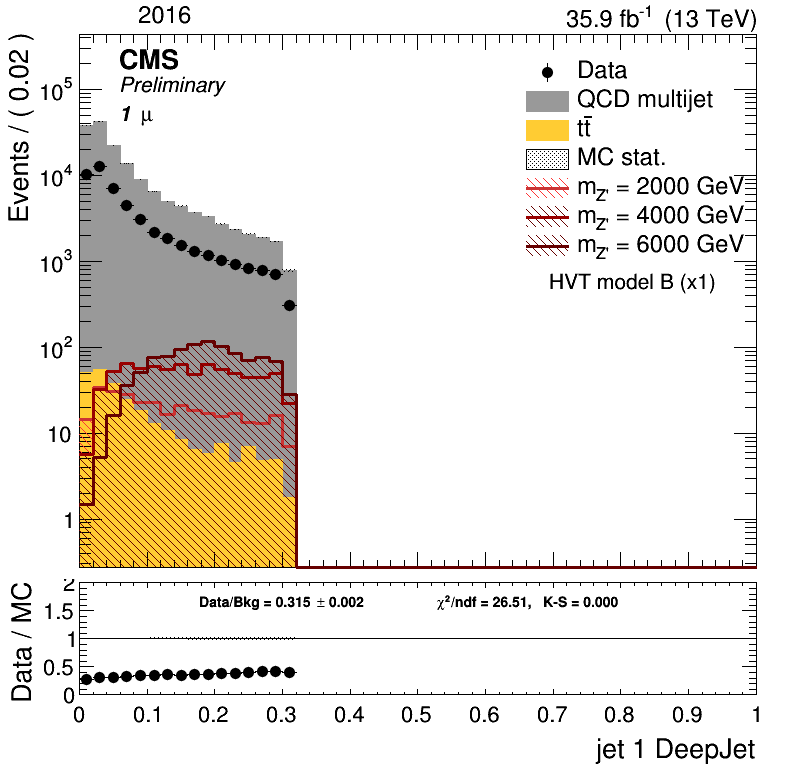 2016 35.9 fb⁻¹ (13 TeV)
CMS
Preliminary
1 μ
Data
QCD multijet
tt̄
MC stat.
m_Z' = 2000 GeV
m_Z' = 4000 GeV
m_Z' = 6000 GeV
HVT model B (x1)
Events / ( 0.02 )
10⁵
10⁴
10³
10²
10
1
Data / MC
2
1.5
1
0.5
0
Data/Bkg = 0.315 ± 0.002 χ²/ndf = 26.51, K-S = 0.000
0 0.1 0.2 0.3 0.4 0.5 0.6 0.7 0.8 0.9 1
jet 1 DeepJet